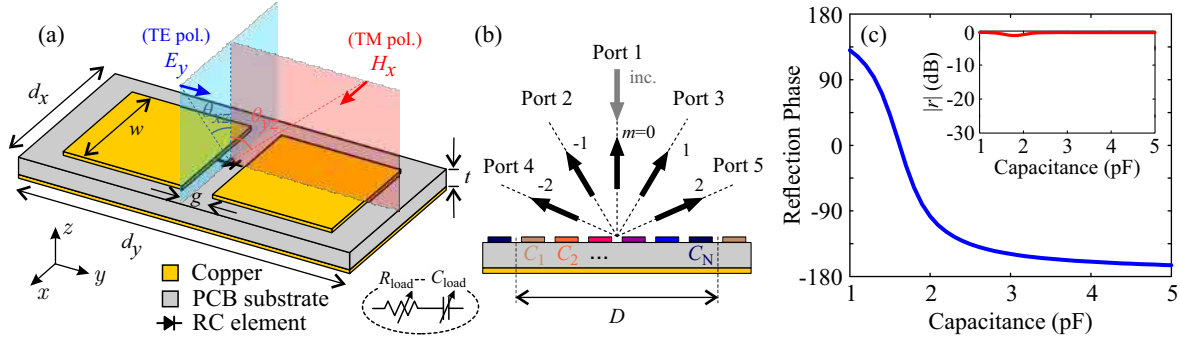 (a)
(TE pol.)
E_y
(TM pol.)
H_x
d_x
w
θ_xz
θ_yz
g
t
d_y
z
y
x
Copper
PCB substrate
RC element
R_load -- C_load
(b)
Port 1
inc.
Port 2
Port 3
m=0
-1
1
Port 4
Port 5
-2
2
C_1 C_2 ... C_N
D
(c)
Reflection Phase
180
90
0
-90
-180
1 2 3 4 5
Capacitance (pF)
|r| (dB)
0
-10
-20
-30
1 2 3 4 5
Capacitance (pF)